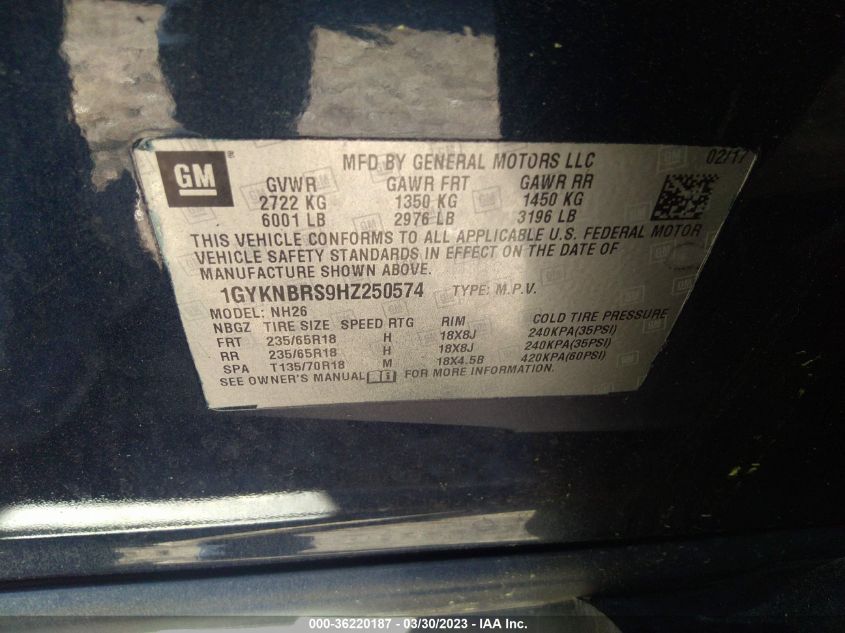 GM
MFD BY GENERAL MOTORS LLC 02/17
GVWR GAWR FRT GAWR RR
2722 KG 1350 KG 1450 KG
6001 LB 2976 LB 3196 LB
THIS VEHICLE CONFORMS TO ALL APPLICABLE U.S. FEDERAL MOTOR
VEHICLE SAFETY STANDARDS IN EFFECT ON THE DATE OF
MANUFACTURE SHOWN ABOVE.
1GYKNBRS9HZ250574 TYPE: M.P.V.
MODEL: NH26
NBGZ TIRE SIZE SPEED RTG RIM COLD TIRE PRESSURE
FRT 235/65R18 H 18X8J 240KPA(35PSI)
RR 235/65R18 H 18X8J 240KPA(35PSI)
SPA T135/70R18 M 18X4.5B 420KPA(60PSI)
SEE OWNER'S MANUAL FOR MORE INFORMATION.
000-36220187 — 03/30/2023 — IAA Inc.